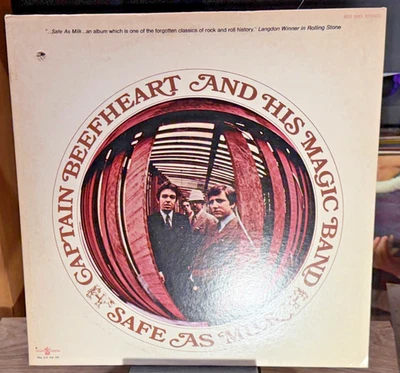 "...Safe As Milk...an album which is one of the forgotten classics of rock and roll history." Langdon Winner in Rolling Stone
CAPTAIN BEEFHEART AND HIS MAGIC BAND
SAFE AS MILK